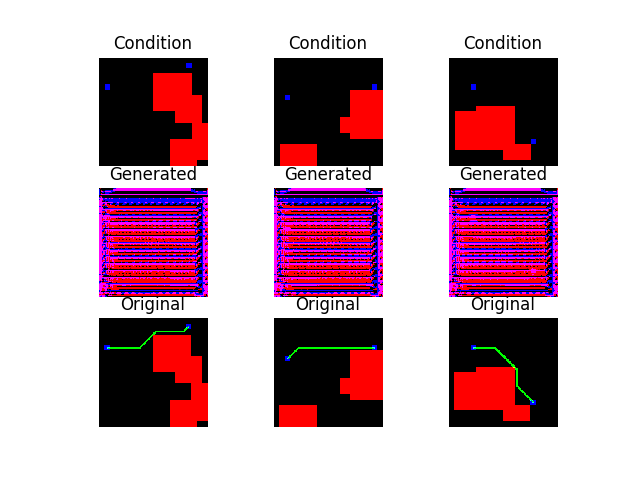 Condition Condition Condition
Generated Generated Generated
Original Original Original